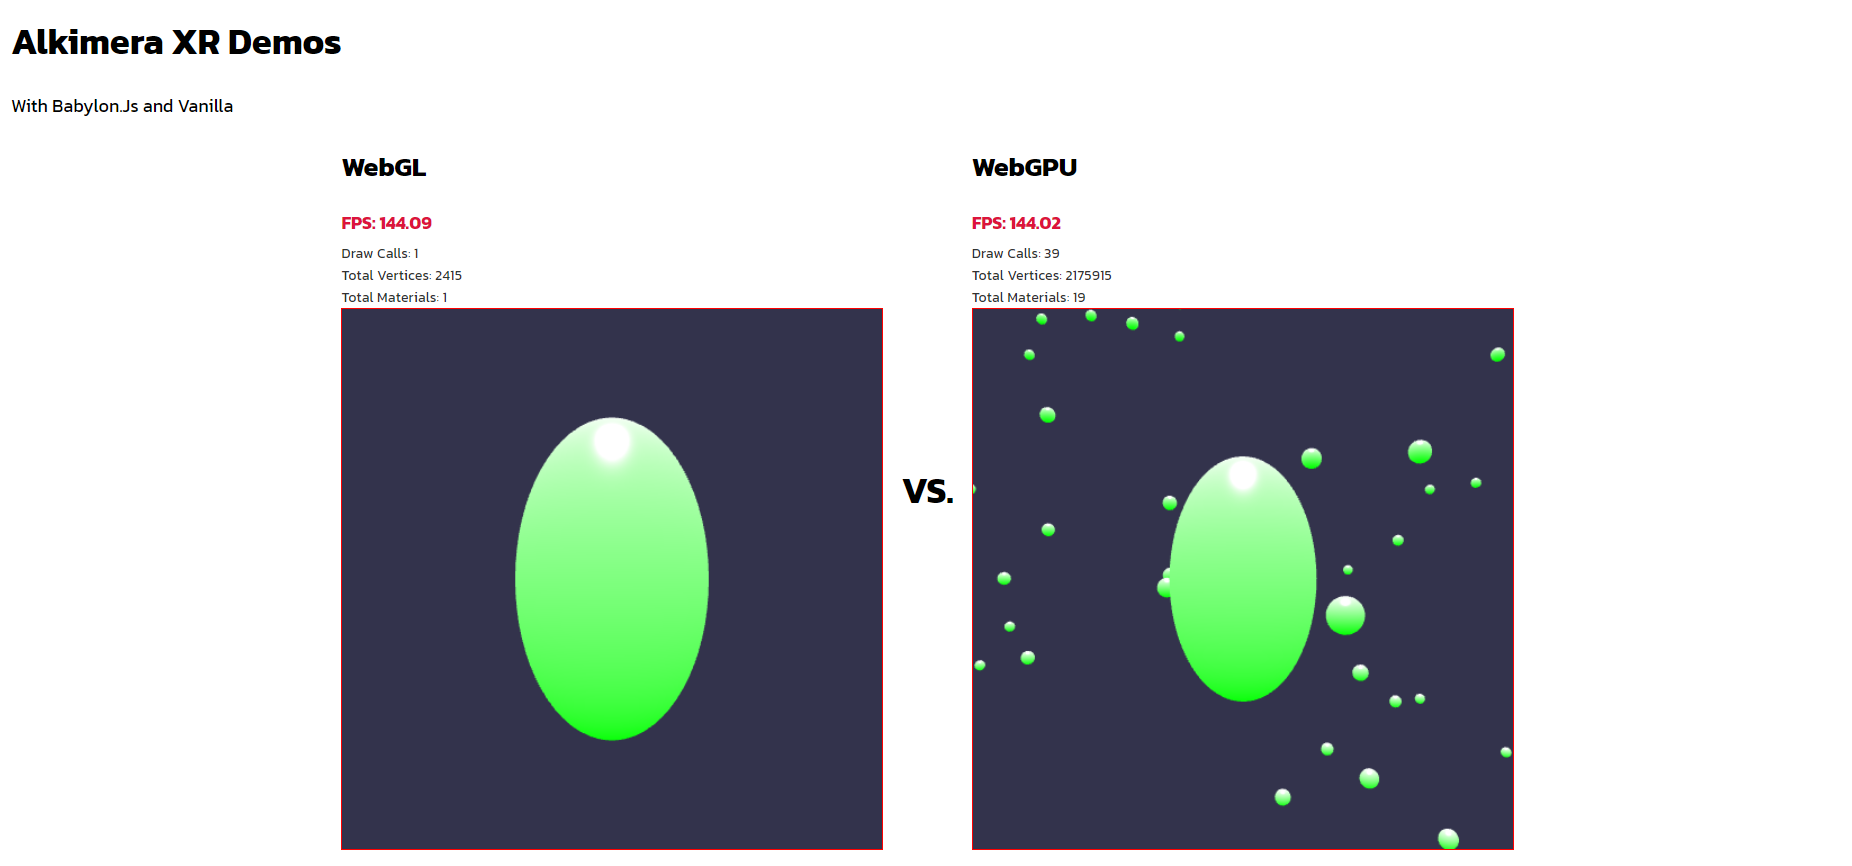 Alkimera XR Demos
With Babylon.Js and Vanilla
WebGL
FPS: 144.09
Draw Calls: 1
Total Vertices: 2415
Total Materials: 1
VS.
WebGPU
FPS: 144.02
Draw Calls: 39
Total Vertices: 2175915
Total Materials: 19